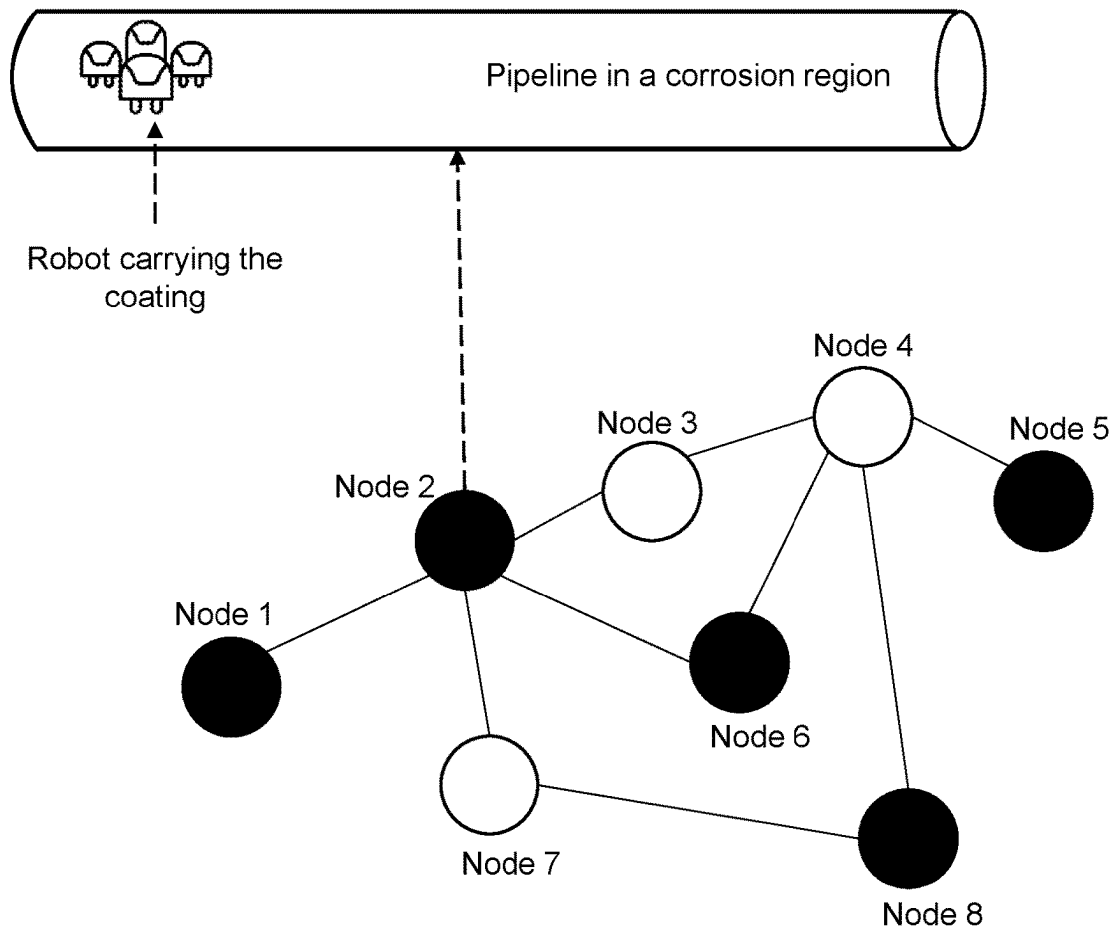 Pipeline in a corrosion region
Robot carrying the
coating
Node 4
Node 3
Node 5
Node 2
Node 1
Node 6
Node 7
Node 8